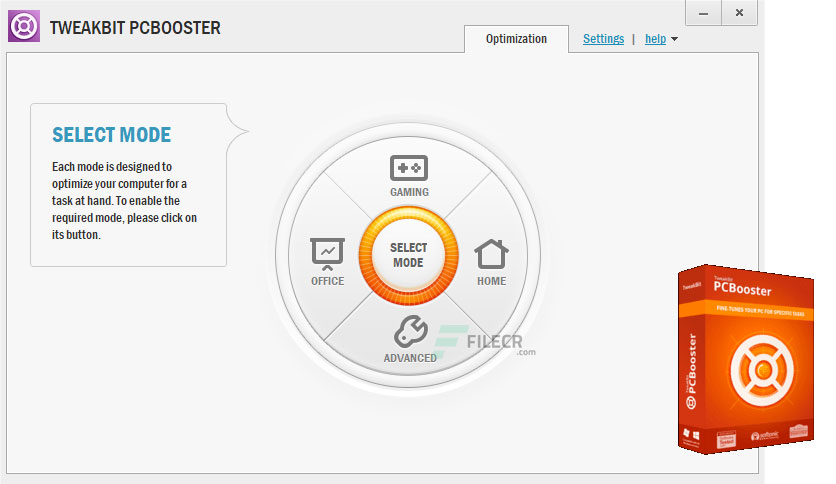 TWEAKBIT PCBOOSTER
Optimization
Settings | help
SELECT MODE
Each mode is designed to
optimize your computer for a
task at hand. To enable the
required mode, please click on
its button.
GAMING
OFFICE
SELECT
MODE
HOME
ADVANCED
FILECR
.com
TweakBit
PCBooster
FINE TUNES YOUR PC FOR SPECIFIC TASKS
TweakBit
PCBooster
softonic